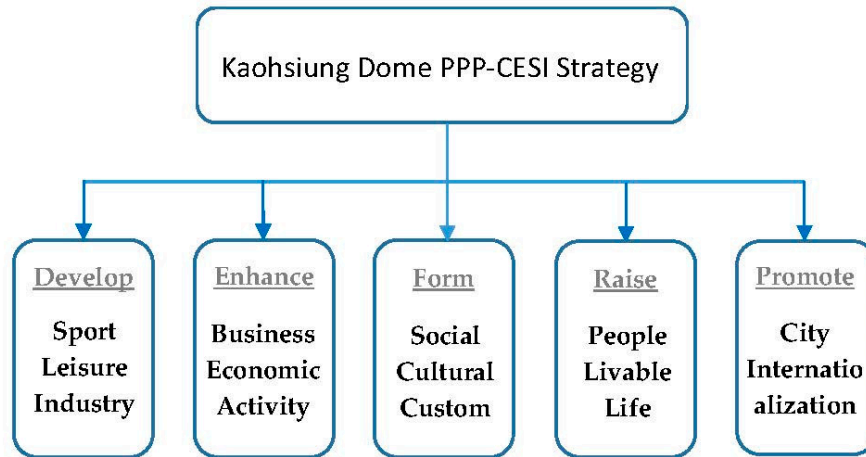 Kaohsiung Dome PPP-CESI Strategy
Develop
Sport
Leisure
Industry
Enhance
Business
Economic
Activity
Form
Social
Cultural
Custom
Raise
People
Livable
Life
Promote
City
Internatio
alization